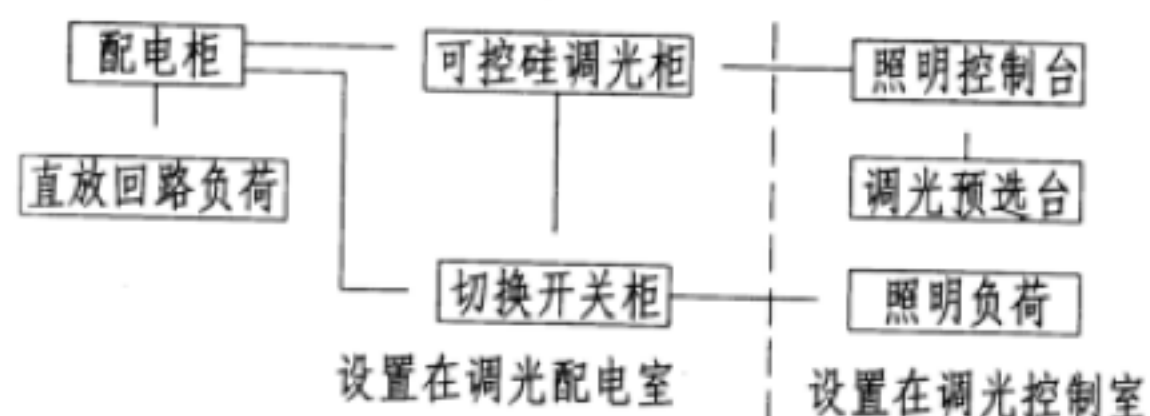 配电柜
可控硅调光柜
照明控制台
直放回路负荷
调光预选台
切换开关柜
照明负荷
设置在调光配电室
设置在调光控制室